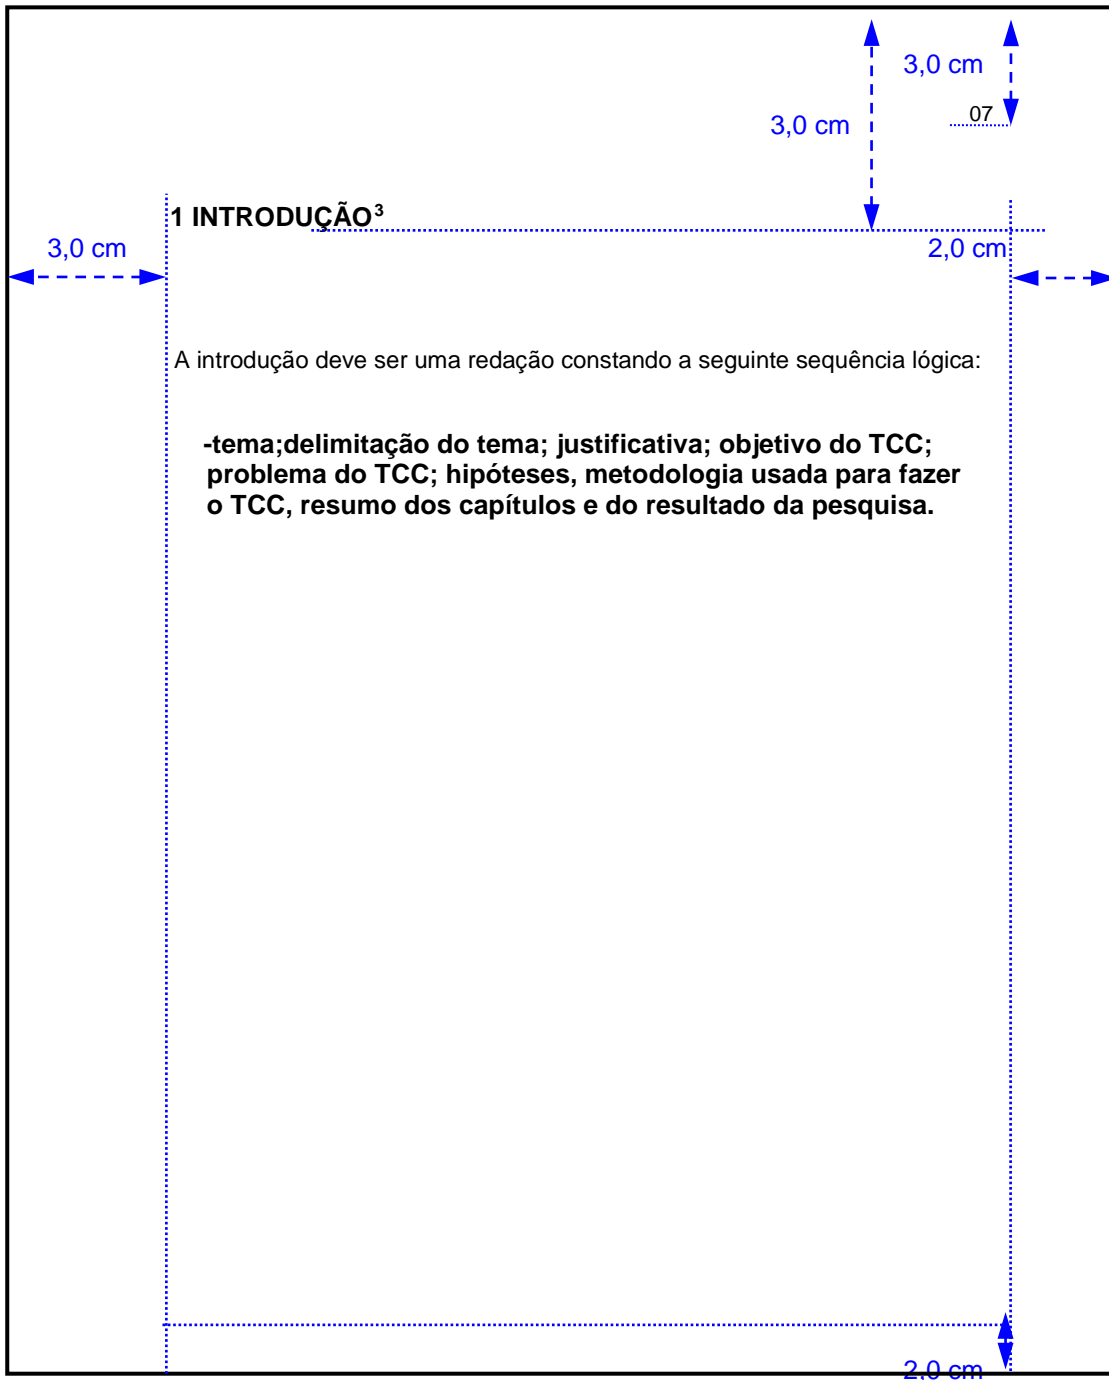 3,0 cm
07
3,0 cm
1 INTRODUÇÃO³
3,0 cm
2,0 cm
A introdução deve ser uma redação constando a seguinte sequência lógica:
-tema;delimitação do tema; justificativa; objetivo do TCC;
problema do TCC; hipóteses, metodologia usada para fazer
o TCC, resumo dos capítulos e do resultado da pesquisa.
2,0 cm